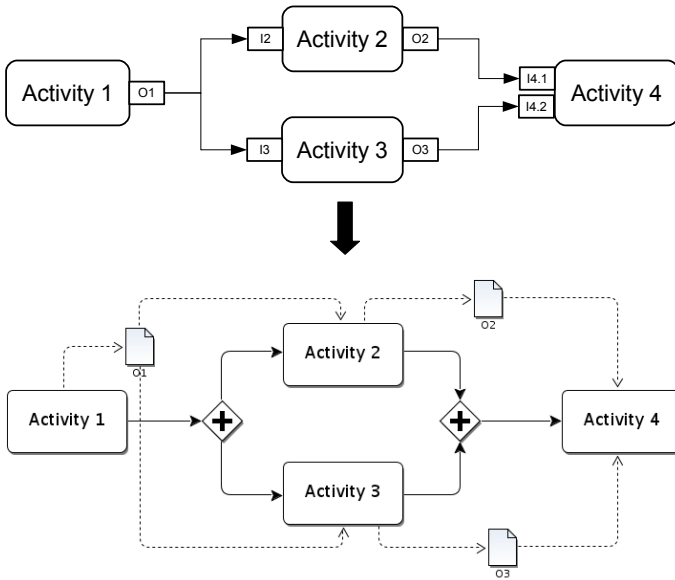 I2
Activity 2
O2
Activity 1
O1
I4.1
I4.2
Activity 4
I3
Activity 3
O3
O2
O1
Activity 2
Activity 1
Activity 4
Activity 3
O3